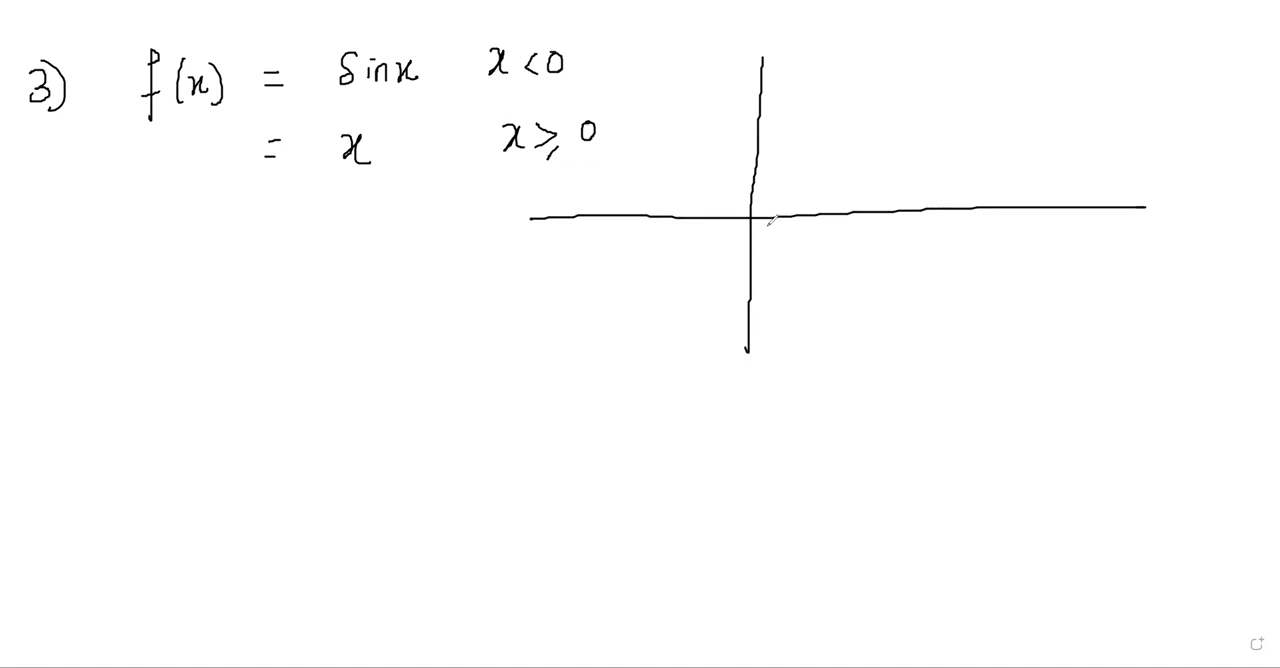 3) f(x) = sinx x<0
= x x⩾0